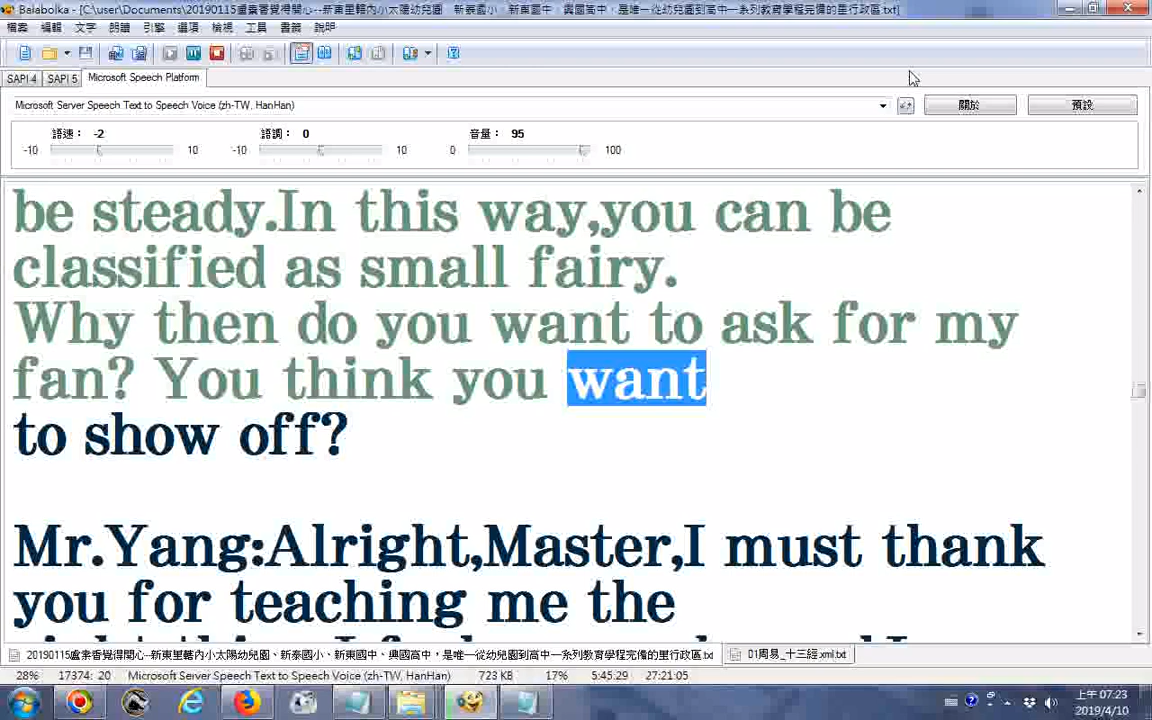 Balabolka - [C:\user\Documents\20190115盧素香覺得開心--新東里轄內小太陽幼兒園、新泰國小、新東國中、興國高中，是唯一從幼兒園到高中一系列教育學程完備的里行政區.txt]
檔案 編輯 文字 朗讀 引擎 選項 檢視 工具 書籤 說明
SAPI 4 SAPI 5 Microsoft Speech Platform
Microsoft Server Speech Text to Speech Voice (zh-TW, HanHan) 關於 預設
語速： -2 語調： 0 音量： 95
-10 10 -10 10 0 100
be steady.In this way,you can be
classified as small fairy.
Why then do you want to ask for my
fan? You think you want
to show off?
Mr.Yang:Alright,Master,I must thank
you for teaching me the
20190115盧素香覺得開心--新東里轄內小太陽幼兒園、新泰國小、新東國中、興國高中，是唯一從幼兒園到高中一系列教育學程完備的里行政區.txt 01周易_十三經.xml.txt
28% 17374: 20 Microsoft Server Speech Text to Speech Voice (zh-TW, HanHan) 723 KB 17% 5:45:29 27:21:05
上午 07:23
2019/4/10